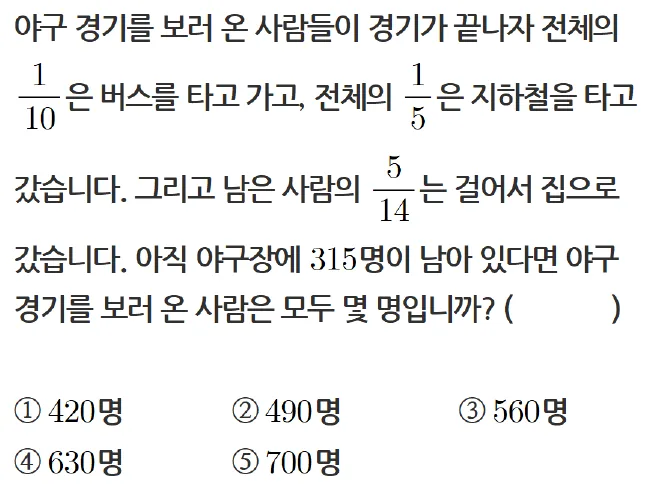 야구 경기를 보러 온 사람들이 경기가 끝나자 전체의
1/10 은 버스를 타고 가고, 전체의 1/5 은 지하철을 타고
갔습니다. 그리고 남은 사람의 5/14 는 걸어서 집으로
갔습니다. 아직 야구장에 315명이 남아 있다면 야구
경기를 보러 온 사람은 모두 몇 명입니까? (          )
① 420명 ② 490명 ③ 560명
④ 630명 ⑤ 700명